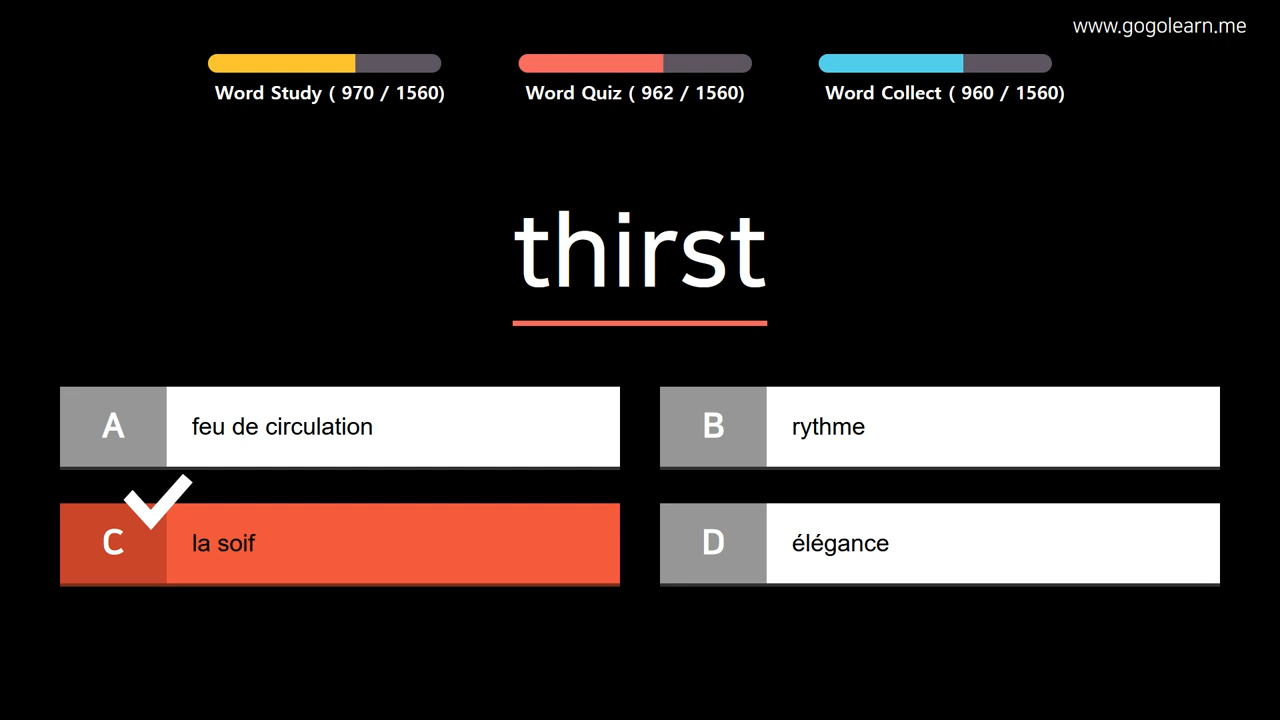 www.gogolearn.me
Word Study ( 970 / 1560)
Word Quiz ( 962 / 1560)
Word Collect ( 960 / 1560)
thirst
A feu de circulation
B rythme
C la soif
D élégance